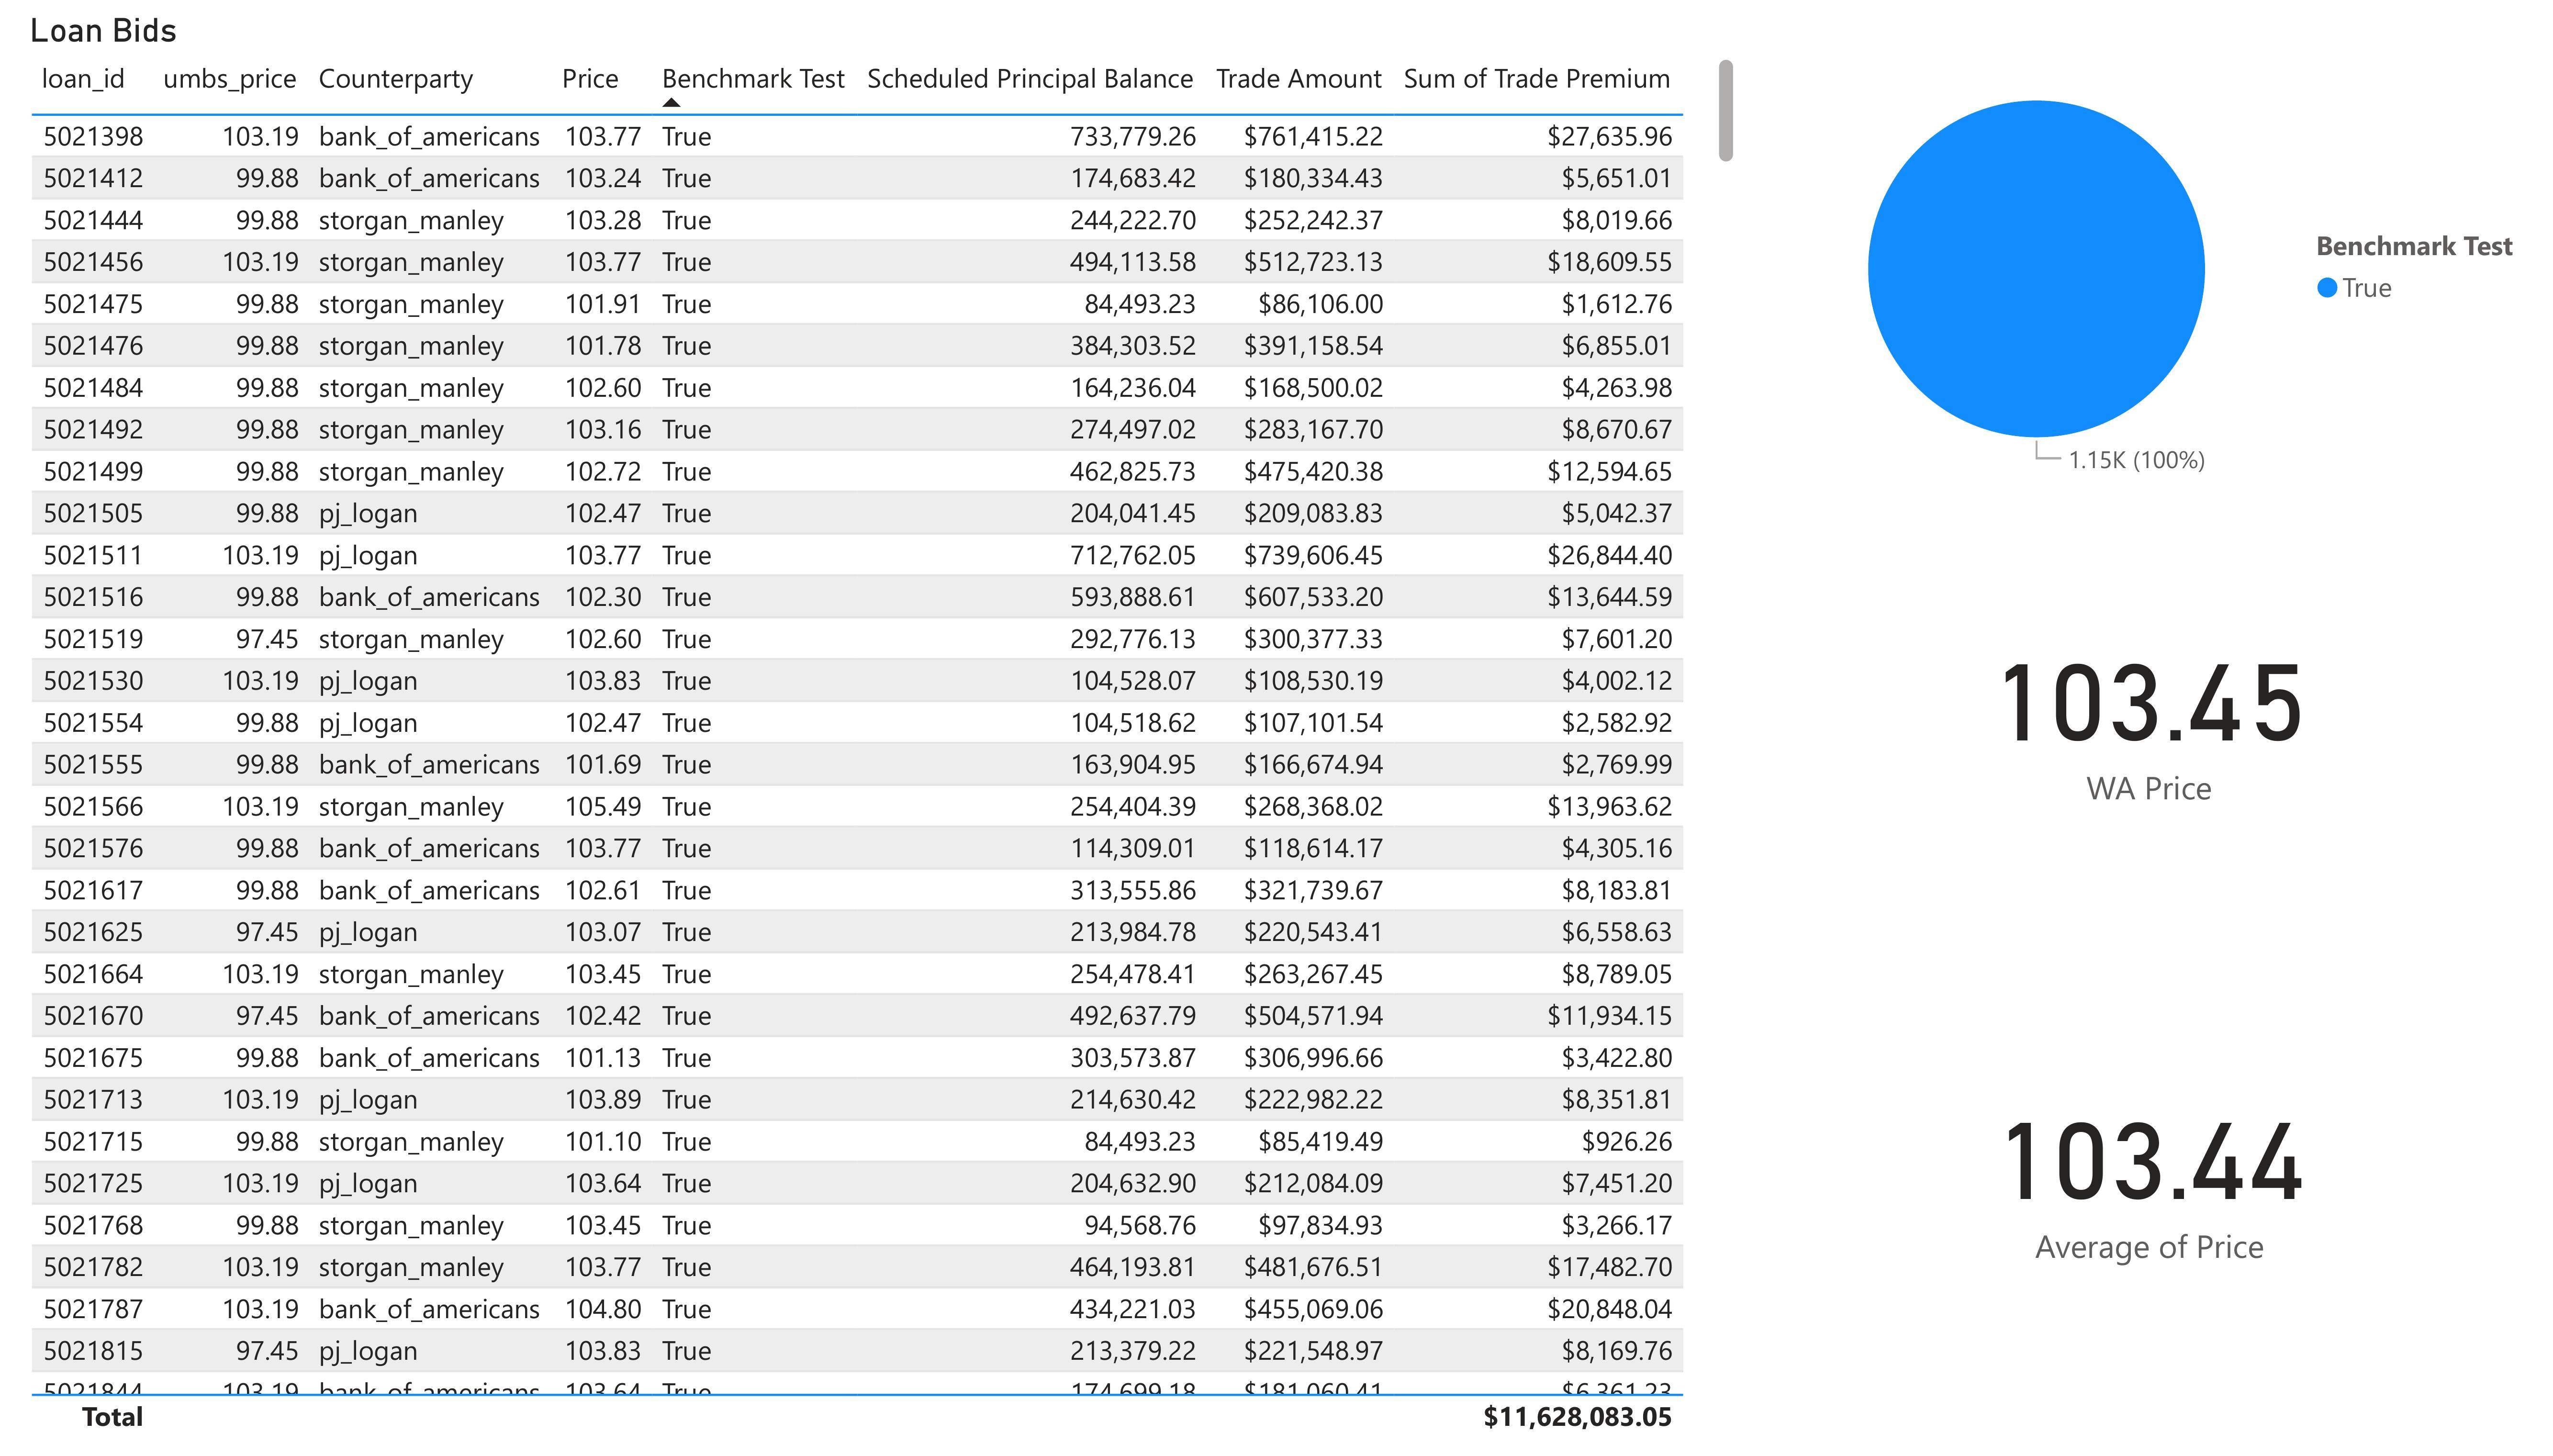 Loan Bids
loan_id umbs_price Counterparty Price Benchmark Test Scheduled Principal Balance Trade Amount Sum of Trade Premium
5021398 103.19 bank_of_americans 103.77 True 733,779.26 $761,415.22 $27,635.96
5021412 99.88 bank_of_americans 103.24 True 174,683.42 $180,334.43 $5,651.01
5021444 99.88 storgan_manley 103.28 True 244,222.70 $252,242.37 $8,019.66
5021456 103.19 storgan_manley 103.77 True 494,113.58 $512,723.13 $18,609.55
5021475 99.88 storgan_manley 101.91 True 84,493.23 $86,106.00 $1,612.76
5021476 99.88 storgan_manley 101.78 True 384,303.52 $391,158.54 $6,855.01
5021484 99.88 storgan_manley 102.60 True 164,236.04 $168,500.02 $4,263.98
5021492 99.88 storgan_manley 103.16 True 274,497.02 $283,167.70 $8,670.67
5021499 99.88 storgan_manley 102.72 True 462,825.73 $475,420.38 $12,594.65
5021505 99.88 pj_logan 102.47 True 204,041.45 $209,083.83 $5,042.37
5021511 103.19 pj_logan 103.77 True 712,762.05 $739,606.45 $26,844.40
5021516 99.88 bank_of_americans 102.30 True 593,888.61 $607,533.20 $13,644.59
5021519 97.45 storgan_manley 102.60 True 292,776.13 $300,377.33 $7,601.20
5021530 103.19 pj_logan 103.83 True 104,528.07 $108,530.19 $4,002.12
5021554 99.88 pj_logan 102.47 True 104,518.62 $107,101.54 $2,582.92
5021555 99.88 bank_of_americans 101.69 True 163,904.95 $166,674.94 $2,769.99
5021566 103.19 storgan_manley 105.49 True 254,404.39 $268,368.02 $13,963.62
5021576 99.88 bank_of_americans 103.77 True 114,309.01 $118,614.17 $4,305.16
5021617 99.88 bank_of_americans 102.61 True 313,555.86 $321,739.67 $8,183.81
5021625 97.45 pj_logan 103.07 True 213,984.78 $220,543.41 $6,558.63
5021664 103.19 storgan_manley 103.45 True 254,478.41 $263,267.45 $8,789.05
5021670 97.45 bank_of_americans 102.42 True 492,637.79 $504,571.94 $11,934.15
5021675 99.88 bank_of_americans 101.13 True 303,573.87 $306,996.66 $3,422.80
5021713 103.19 pj_logan 103.89 True 214,630.42 $222,982.22 $8,351.81
5021715 99.88 storgan_manley 101.10 True 84,493.23 $85,419.49 $926.26
5021725 103.19 pj_logan 103.64 True 204,632.90 $212,084.09 $7,451.20
5021768 99.88 storgan_manley 103.45 True 94,568.76 $97,834.93 $3,266.17
5021782 103.19 storgan_manley 103.77 True 464,193.81 $481,676.51 $17,482.70
5021787 103.19 bank_of_americans 104.80 True 434,221.03 $455,069.06 $20,848.04
5021815 97.45 pj_logan 103.83 True 213,379.22 $221,548.97 $8,169.76
5021844 103.19 bank_of_americans 103.64 True 174,699.18 $181,060.41 $6,361.23
Total $11,628,083.05
Benchmark Test
True
1.15K (100%)
103.45
WA Price
103.44
Average of Price